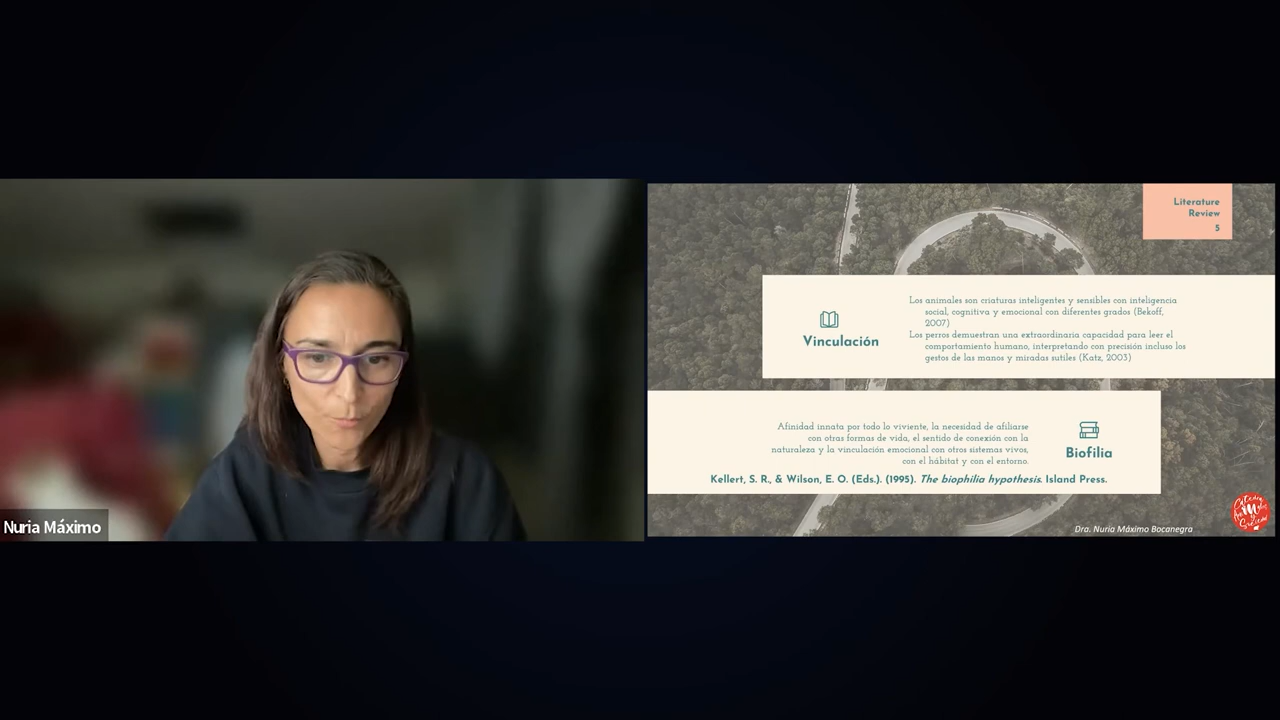 Nuria Máximo
Literature
Review
5
Vinculación
Los animales son criaturas inteligentes y sensibles con inteligencia
social, cognitiva y emocional con diferentes grados (Bekoff,
2007)
Los perros demuestran una extraordinaria capacidad para leer el
comportamiento humano, interpretando con precisión incluso los
gestos de las manos y miradas sutiles (Katz, 2003)
Afinidad innata por todo lo viviente, la necesidad de afiliarse
con otras formas de vida, el sentido de conexión con la
naturaleza y la vinculación emocional con otros sistemas vivos,
con el hábitat y con el entorno.
Biofilia
Kellert, S. R., & Wilson, E. O. (Eds.). (1995). The biophilia hypothesis. Island Press.
Dra. Nuria Máximo Bocanegra